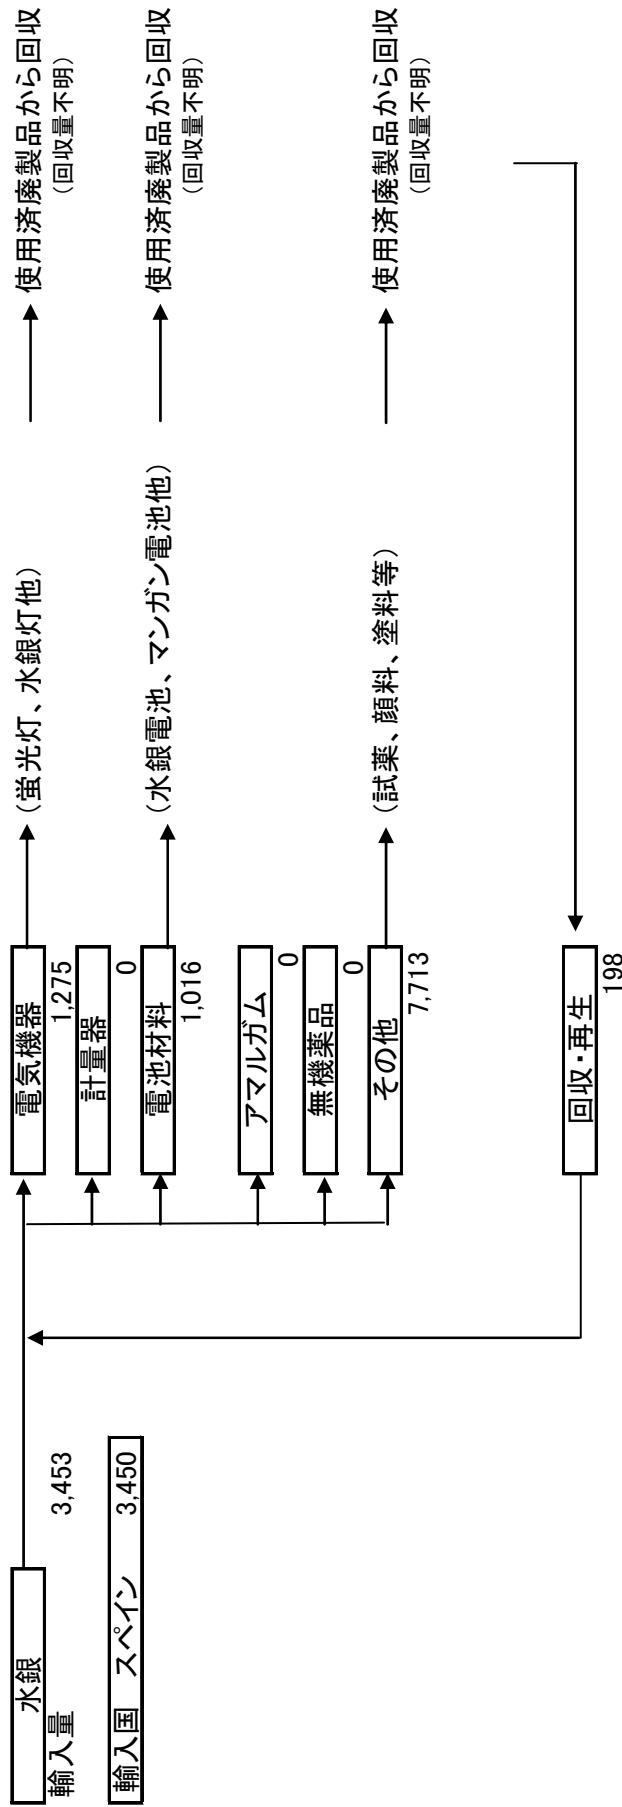 水銀
輸入量 3,453
輸入国 スペイン 3,450
電気機器
1,275
計量器
0
電池材料
1,016
アマルガム
0
無機薬品
0
その他
7,713
回収・再生
198
（蛍光灯、水銀灯他）
（水銀電池、マンガン電池他）
（試薬、顔料、塗料等）
使用済廃製品から回収
（回収量不明）
使用済廃製品から回収
（回収量不明）
使用済廃製品から回収
（回収量不明）